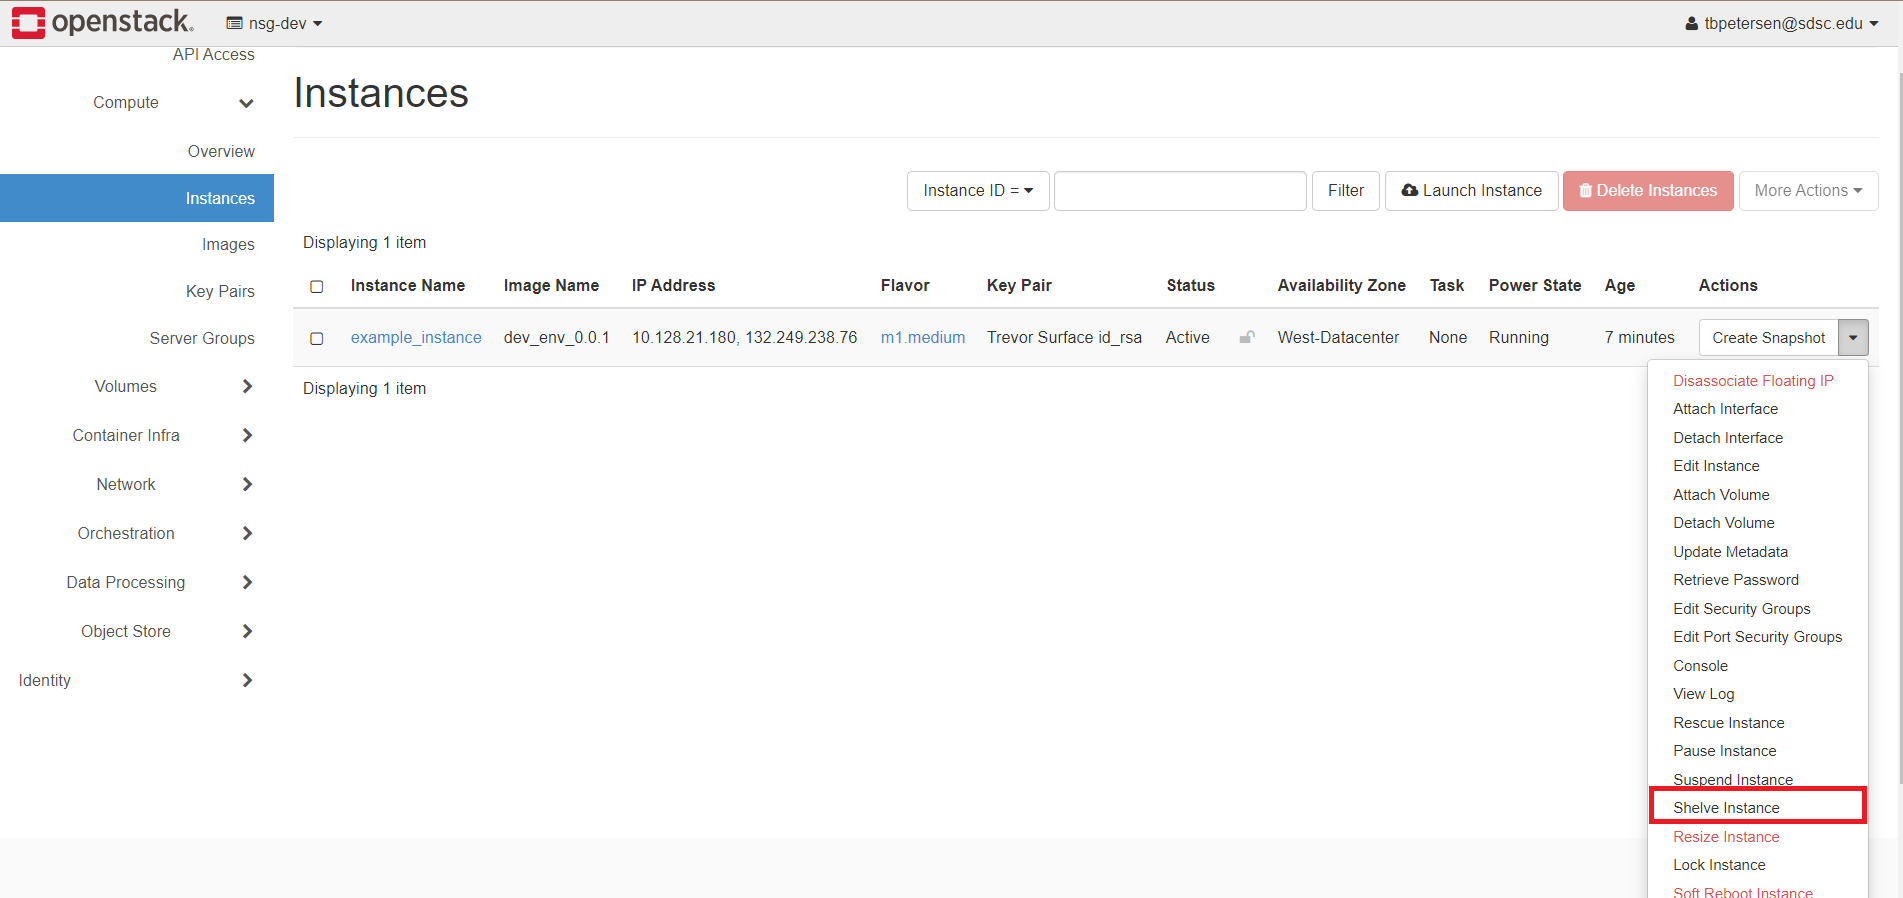 openstack. nsg-dev tbpetersen@sdsc.edu
API Access
Compute
Overview
Instances
Images
Key Pairs
Server Groups
Volumes
Container Infra
Network
Orchestration
Data Processing
Object Store
Identity
Instances
Instance ID = Filter Launch Instance Delete Instances More Actions
Displaying 1 item
Instance Name Image Name IP Address Flavor Key Pair Status Availability Zone Task Power State Age Actions
example_instance dev_env_0.0.1 10.128.21.180, 132.249.238.76 m1.medium Trevor Surface id_rsa Active West-Datacenter None Running 7 minutes Create Snapshot
Displaying 1 item
Disassociate Floating IP
Attach Interface
Detach Interface
Edit Instance
Attach Volume
Detach Volume
Update Metadata
Retrieve Password
Edit Security Groups
Edit Port Security Groups
Console
View Log
Rescue Instance
Pause Instance
Suspend Instance
Shelve Instance
Resize Instance
Lock Instance
Soft Reboot Instance